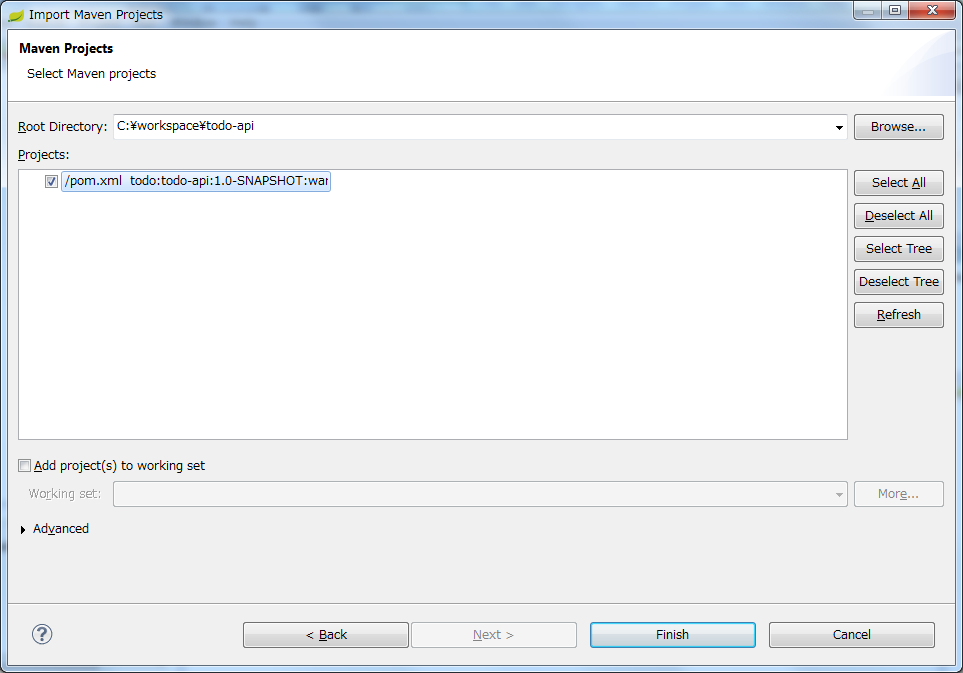 Import Maven Projects
Maven Projects
Select Maven projects
Root Directory: C:¥workspace¥todo-api Browse...
Projects:
/pom.xml todo:todo-api:1.0-SNAPSHOT:war
Select All
Deselect All
Select Tree
Deselect Tree
Refresh
Add project(s) to working set
Working set: More...
Advanced
? < Back Next > Finish Cancel